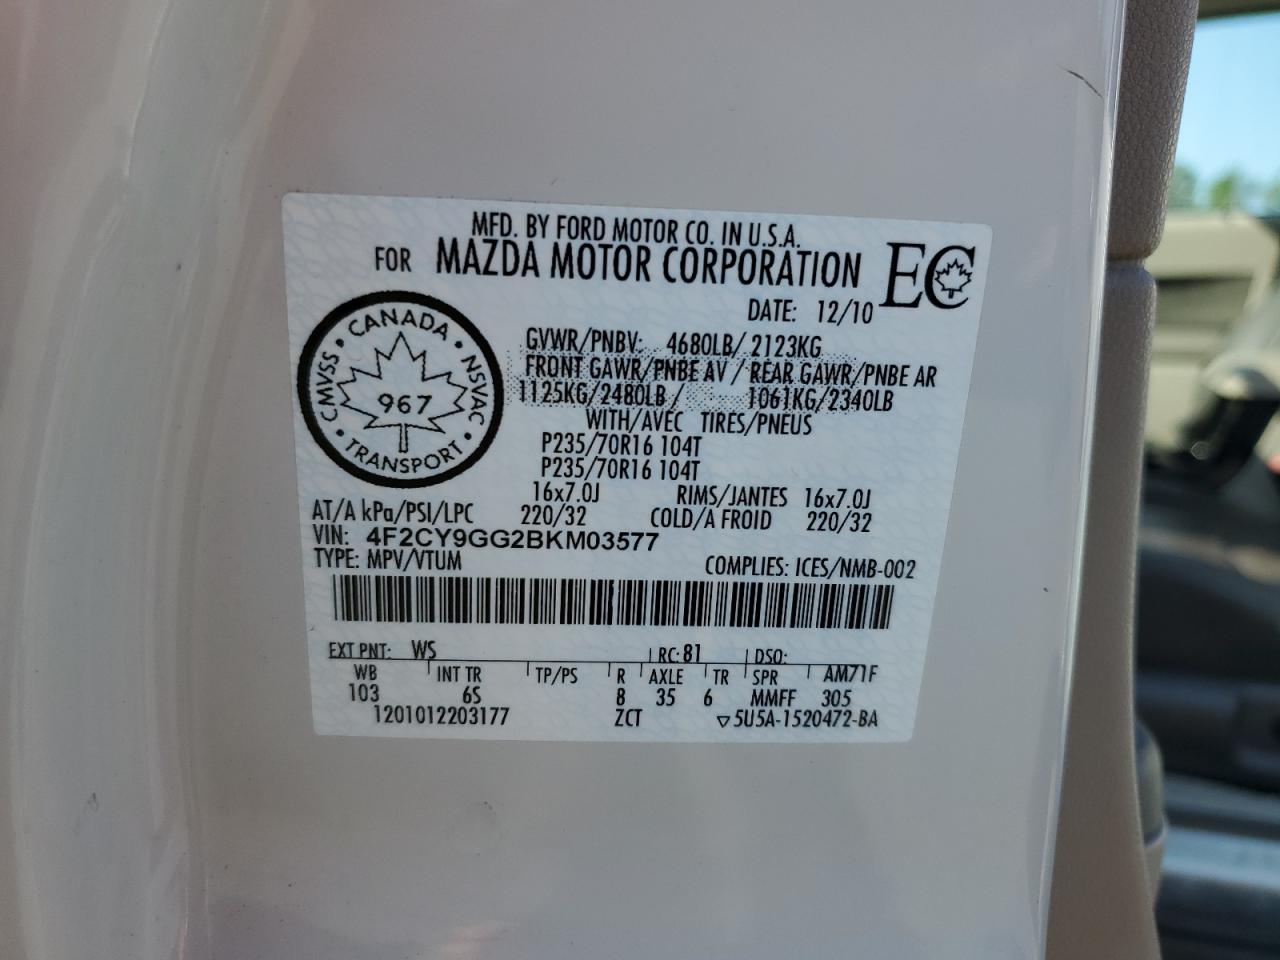 MFD. BY FORD MOTOR CO. IN U.S.A.
FOR MAZDA MOTOR CORPORATION
EC
DATE: 12/10
CANADA
CMVSS · NSVAC
967
TRANSPORT
GVWR/PNBV: 4680LB/ 2123KG
FRONT GAWR/PNBE AV / REAR GAWR/PNBE AR
1125KG/2480LB / 1061KG/2340LB
WITH/AVEC TIRES/PNEUS
P235/70R16 104T
P235/70R16 104T
16x7.0J RIMS/JANTES 16x7.0J
AT/A kPa/PSI/LPC 220/32 COLD/A FROID 220/32
VIN: 4F2CY9GG2BKM03577
TYPE: MPV/VTUM COMPLIES: ICES/NMB-002
EXT PNT: WS RC: 81 DSO:
WB INT TR TP/PS R AXLE TR SPR AM71F
103 6S 8 35 6 MMFF 305
1201012203177 ZCT ▽5U5A-1520472-BA